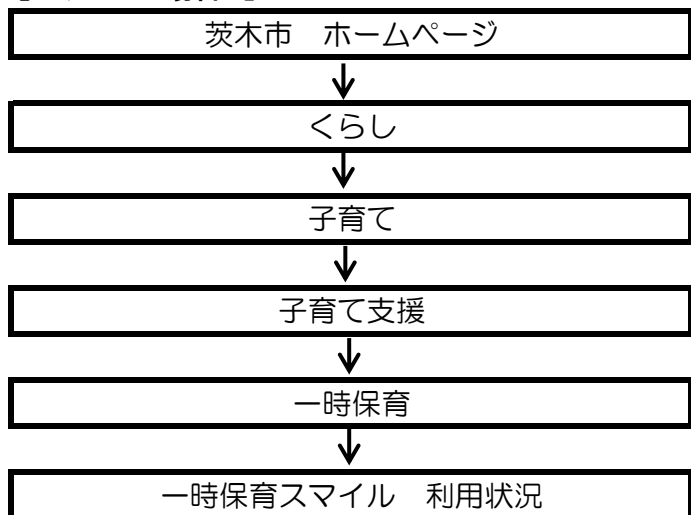 茨木市　ホームページ
くらし
子育て
子育て支援
一時保育
一時保育スマイル　利用状況